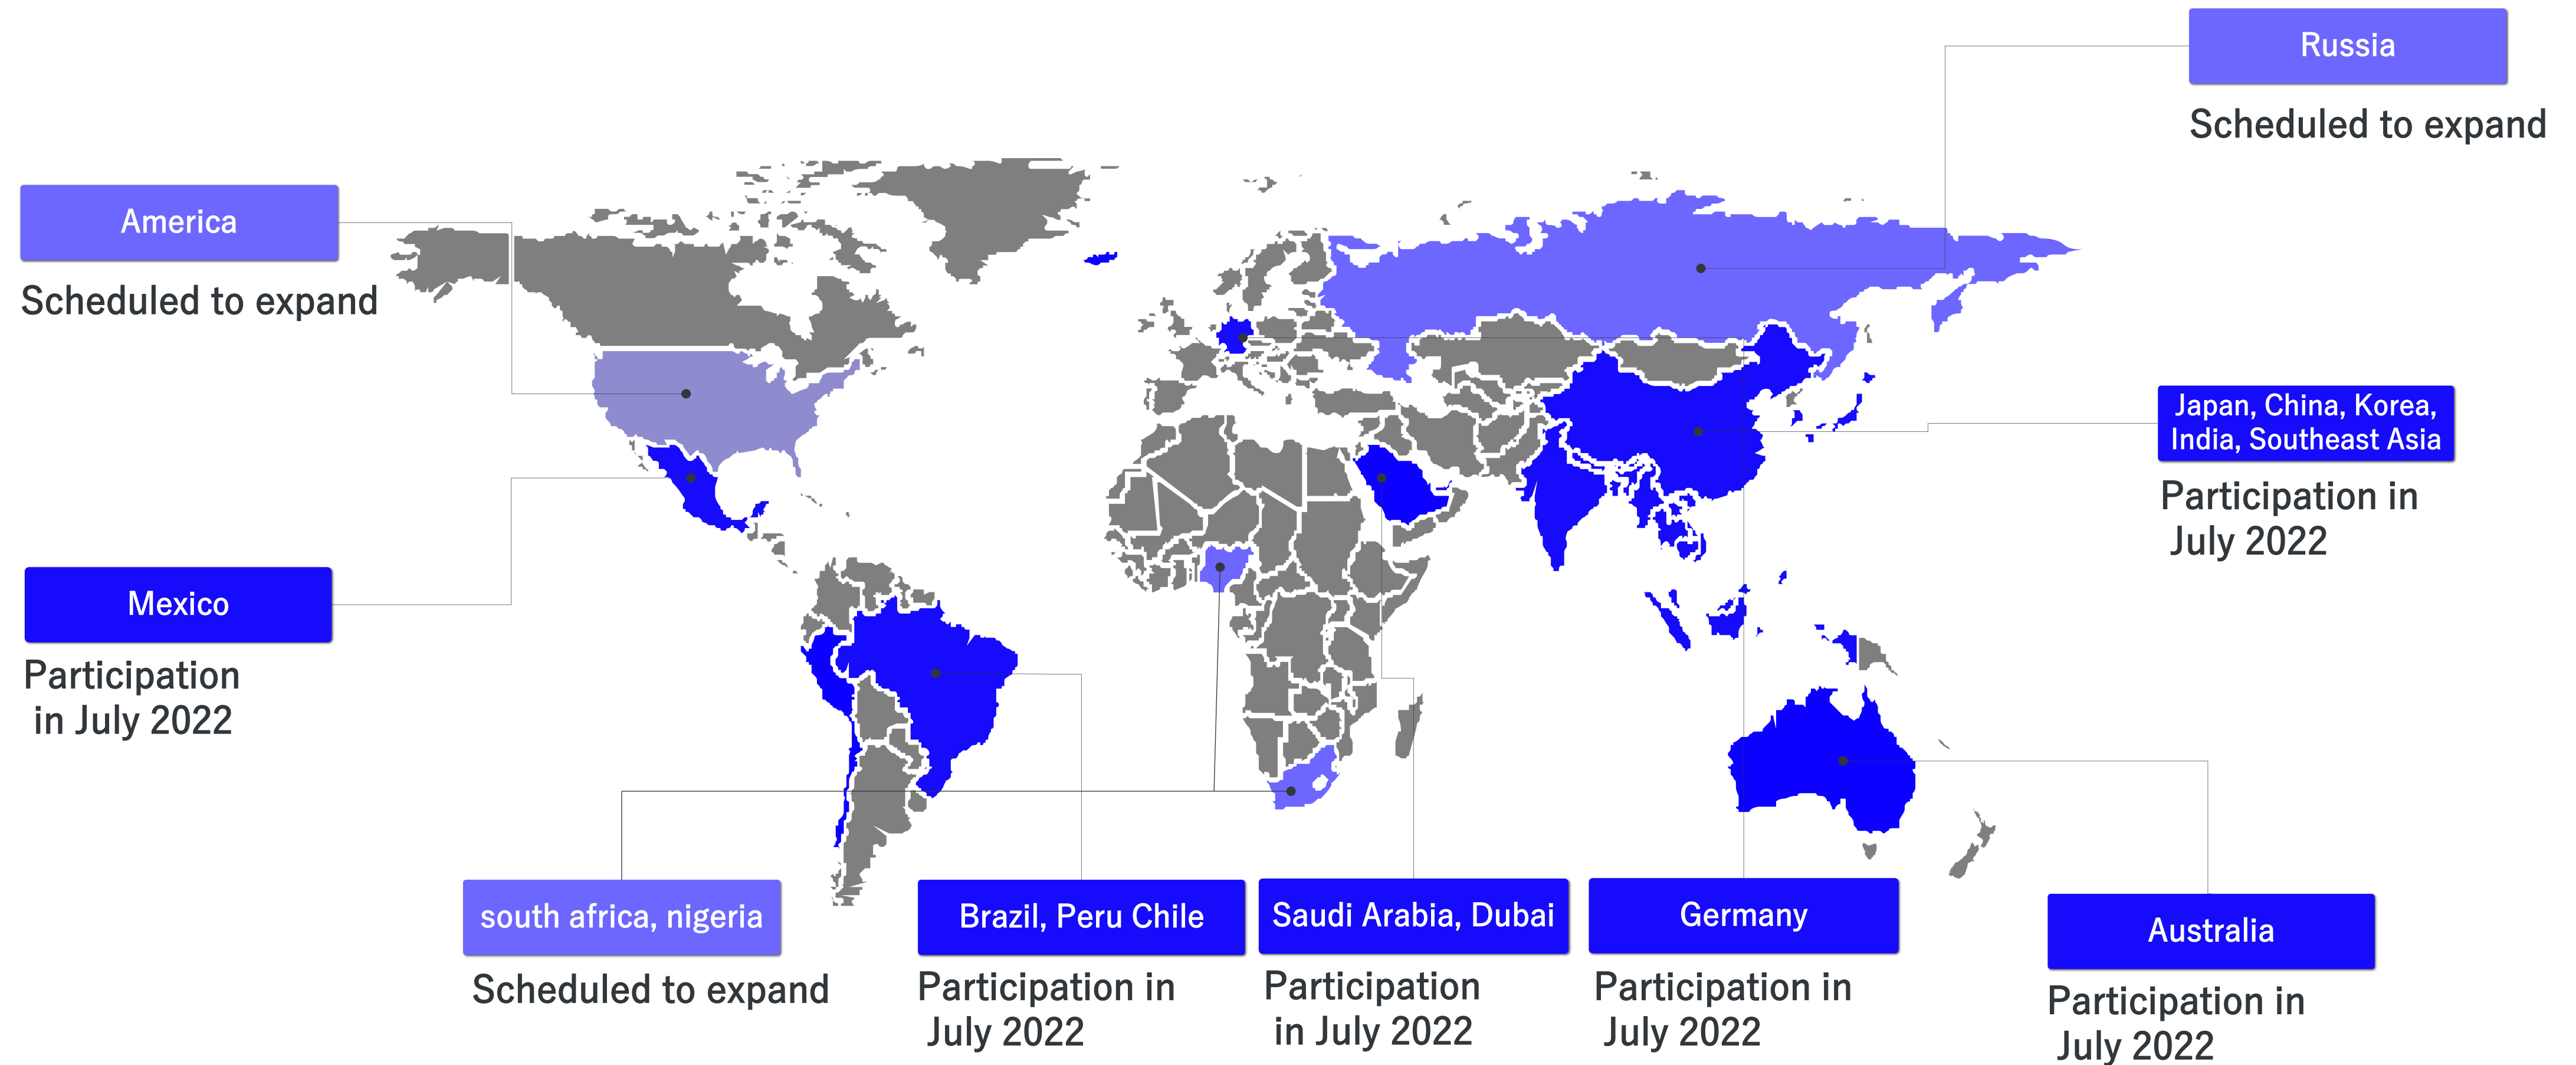 Russia
Scheduled to expand
America
Scheduled to expand
Japan, China, Korea,
India, Southeast Asia
Participation in
July 2022
Mexico
Participation
in July 2022
south africa, nigeria
Scheduled to expand
Brazil, Peru Chile
Participation in
July 2022
Saudi Arabia, Dubai
Participation
in July 2022
Germany
Participation in
July 2022
Australia
Participation in
July 2022